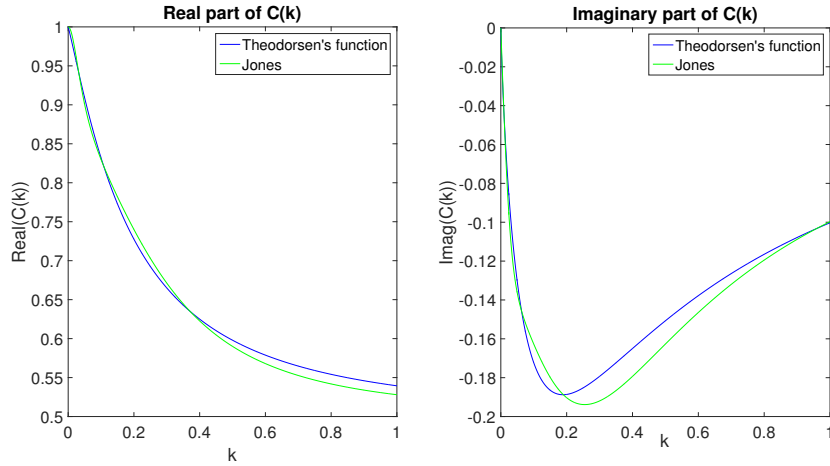 Real part of C(k)
Theodorsen's function
Jones
Real(C(k))
1
0.95
0.9
0.85
0.8
0.75
0.7
0.65
0.6
0.55
0.5
0 0.2 0.4 0.6 0.8 1
k
Imaginary part of C(k)
Theodorsen's function
Jones
Imag(C(k))
0
-0.02
-0.04
-0.06
-0.08
-0.1
-0.12
-0.14
-0.16
-0.18
-0.2
0 0.2 0.4 0.6 0.8 1
k